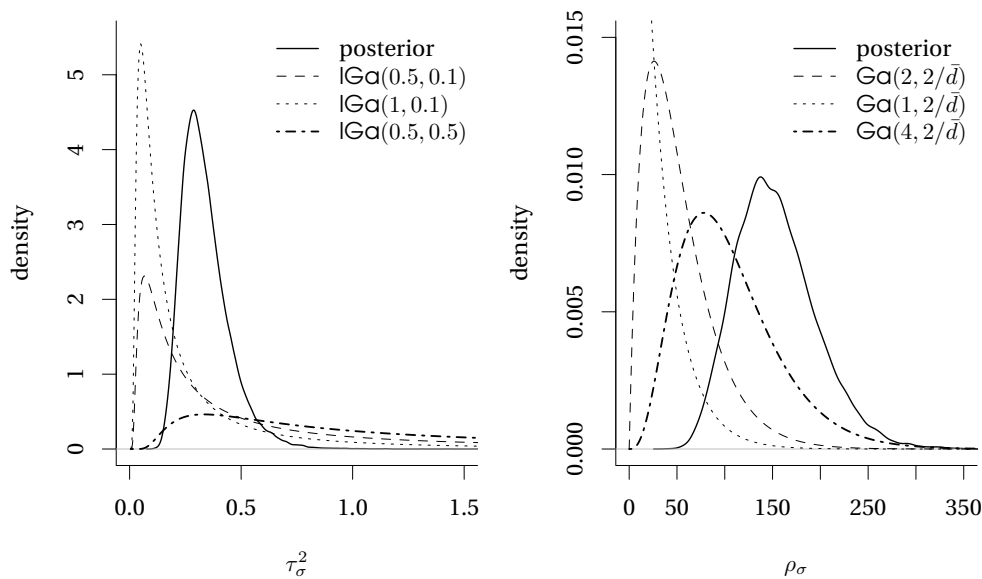 density
0 1 2 3 4 5
posterior
IGa(0.5, 0.1)
IGa(1, 0.1)
IGa(0.5, 0.5)
0.0 0.5 1.0 1.5
τ²σ
density
0.000 0.005 0.010 0.015
posterior
Ga(2, 2/d̄)
Ga(1, 2/d̄)
Ga(4, 2/d̄)
0 50 150 250 350
ρσ